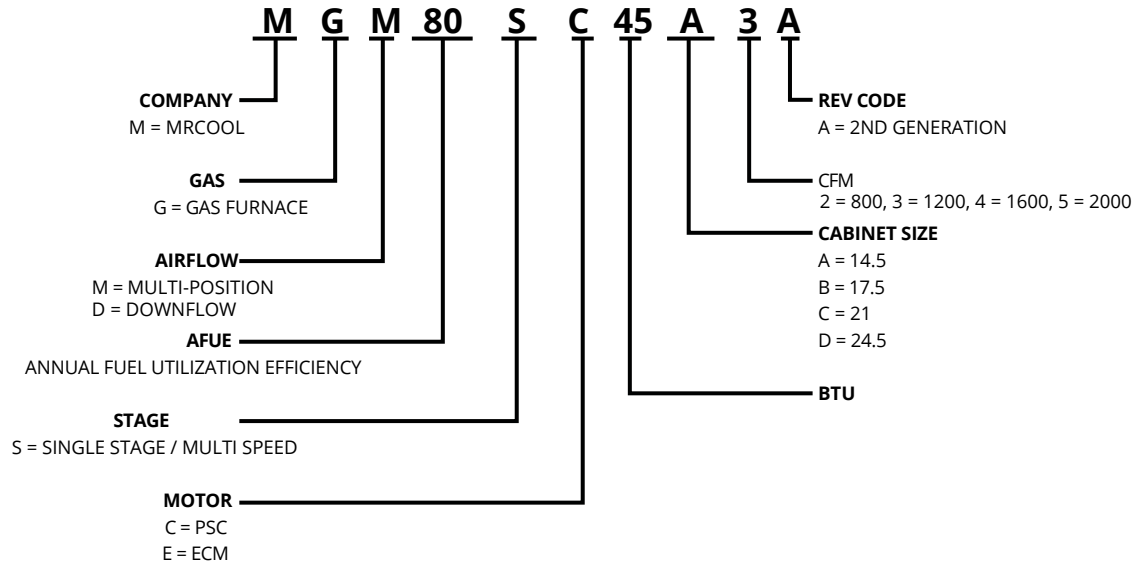 M G M 80 S C 45 A 3 A
COMPANY
M = MRCOOL
GAS
G = GAS FURNACE
AIRFLOW
M = MULTI-POSITION
D = DOWNFLOW
AFUE
ANNUAL FUEL UTILIZATION EFFICIENCY
STAGE
S = SINGLE STAGE / MULTI SPEED
MOTOR
C = PSC
E = ECM
REV CODE
A = 2ND GENERATION
CFM
2 = 800, 3 = 1200, 4 = 1600, 5 = 2000
CABINET SIZE
A = 14.5
B = 17.5
C = 21
D = 24.5
BTU